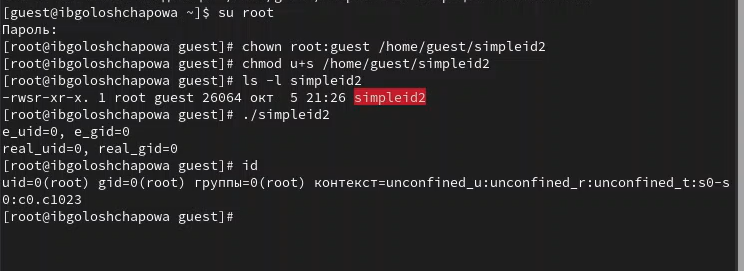 [guest@ibgoloshchapowa ~]$ su root
Пароль:
[root@ibgoloshchapowa guest]# chown root:guest /home/guest/simpleid2
[root@ibgoloshchapowa guest]# chmod u+s /home/guest/simpleid2
[root@ibgoloshchapowa guest]# ls -l simpleid2
-rwsr-xr-x. 1 root guest 26064 окт  5 21:26 simpleid2
[root@ibgoloshchapowa guest]# ./simpleid2
e_uid=0, e_gid=0
real_uid=0, real_gid=0
[root@ibgoloshchapowa guest]# id
uid=0(root) gid=0(root) группы=0(root) контекст=unconfined_u:unconfined_r:unconfined_t:s0-s
0:c0.c1023
[root@ibgoloshchapowa guest]#